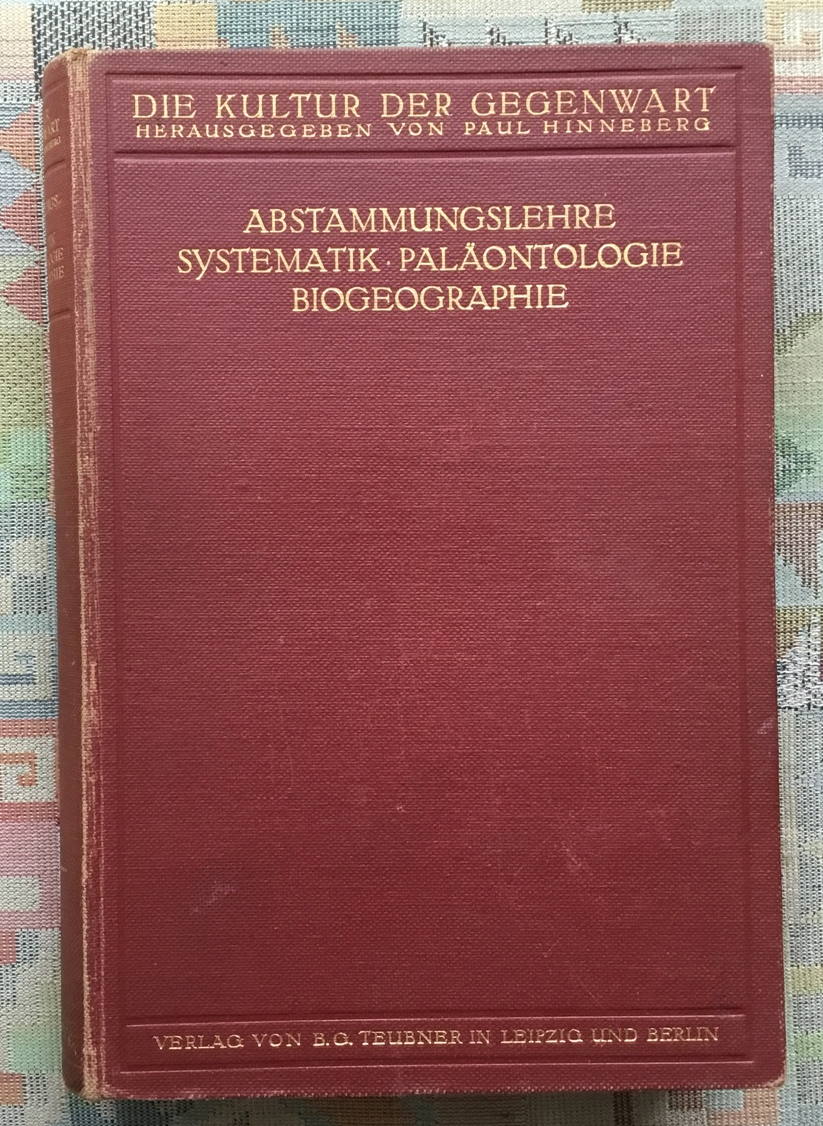 DIE KULTUR DER GEGENWART
HERAUSGEGEBEN VON PAUL HINNEBERG
ABSTAMMUNGSLEHRE
SYSTEMATIK · PALÄONTOLOGIE
BIOGEOGRAPHIE
VERLAG VON B.G. TEUBNER IN LEIPZIG UND BERLIN